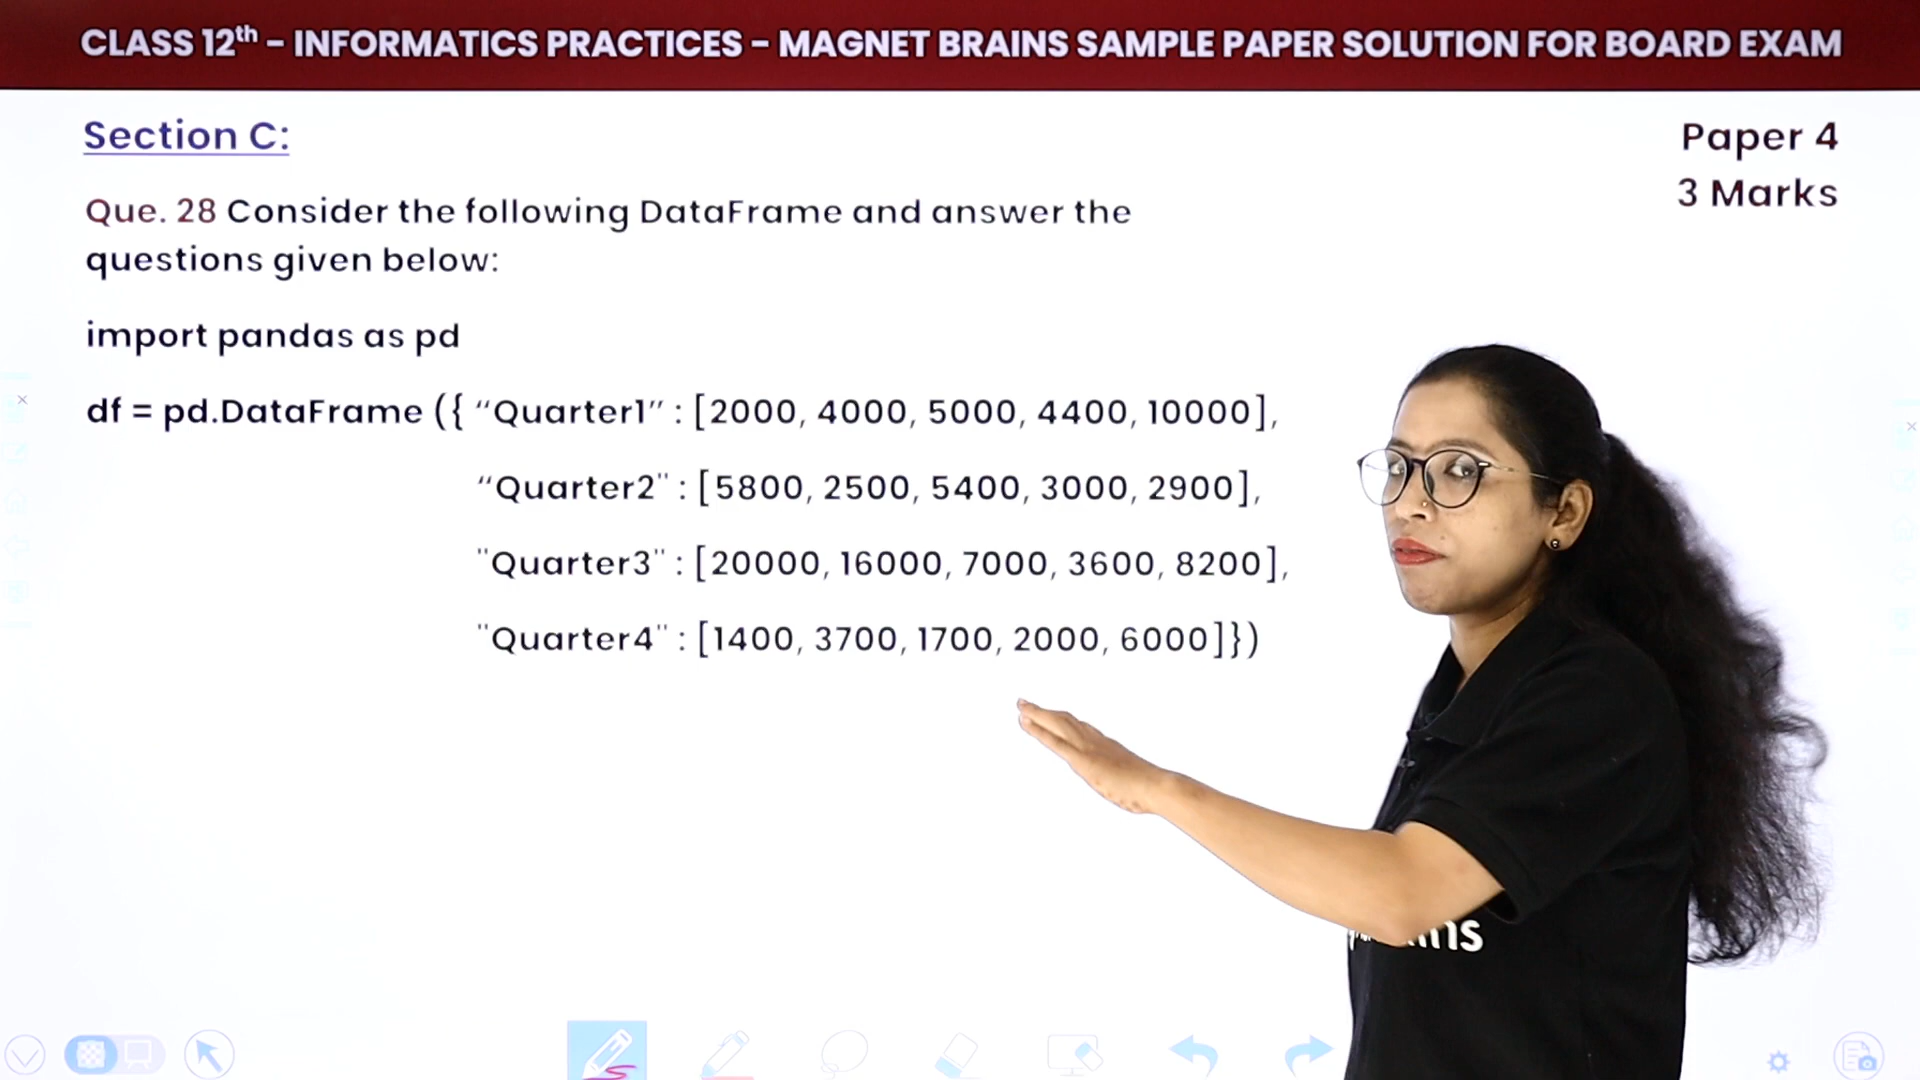 CLASS 12th – INFORMATICS PRACTICES – MAGNET BRAINS SAMPLE PAPER SOLUTION FOR BOARD EXAM
Section C:
Paper 4
3 Marks
Que. 28 Consider the following DataFrame and answer the
questions given below:
import pandas as pd
df = pd.DataFrame ({ “Quarter1” : [2000, 4000, 5000, 4400, 10000],
“Quarter2" : [5800, 2500, 5400, 3000, 2900],
"Quarter3" : [20000, 16000, 7000, 3600, 8200],
"Quarter4" : [1400, 3700, 1700, 2000, 6000]})